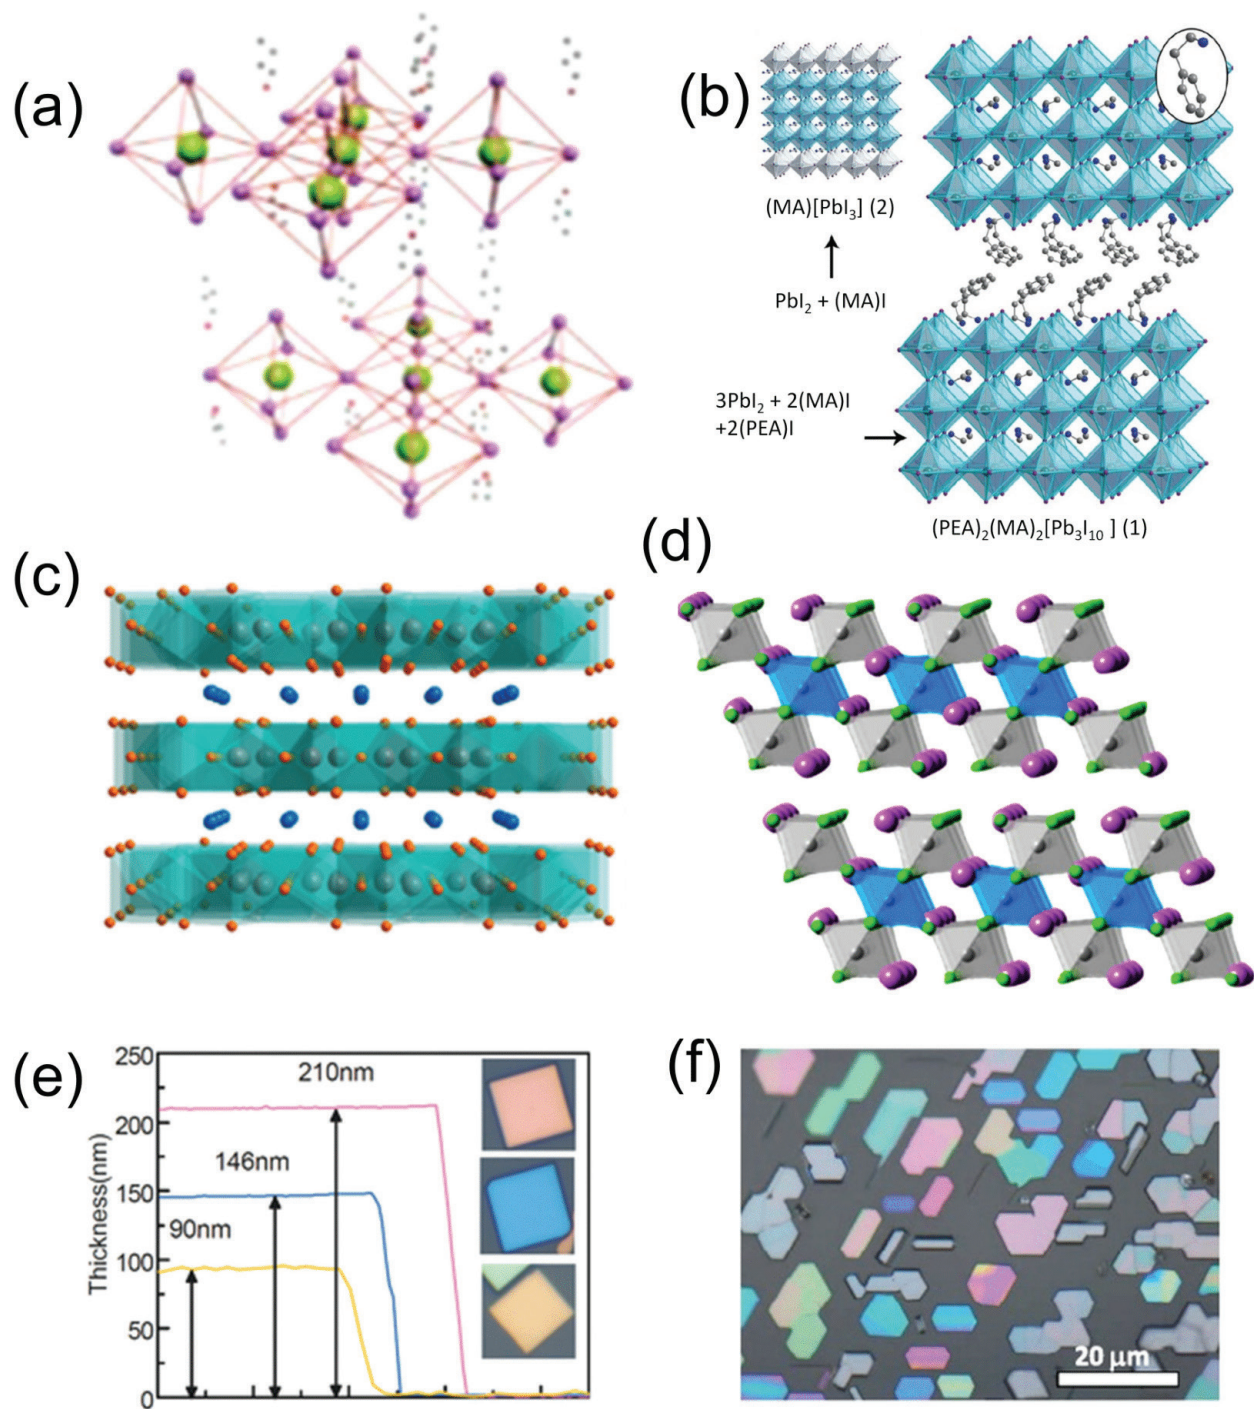 (a)
(b)
(MA)[PbI₃] (2)
PbI₂ + (MA)I
3PbI₂ + 2(MA)I
+2(PEA)I
(PEA)₂(MA)₂[Pb₃I₁₀ ] (1)
(c)
(d)
(e)
Thickness(nm)
250
200
150
100
50
0
210nm
146nm
90nm
(f)
20 μm